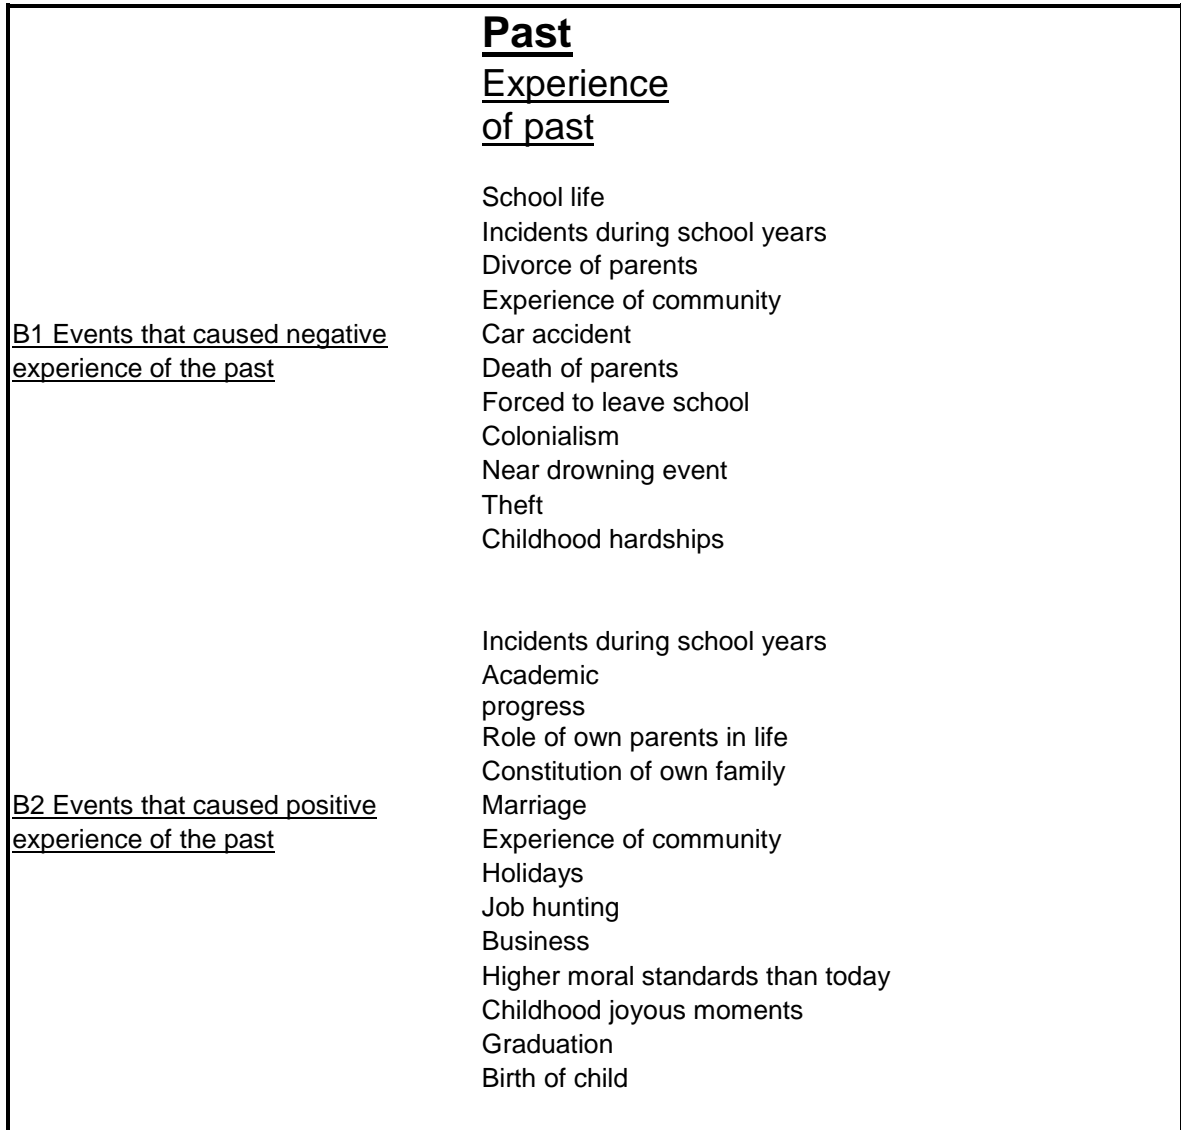 Past
Experience
of past
School life
Incidents during school years
Divorce of parents
Experience of community
B1 Events that caused negative
experience of the past
Car accident
Death of parents
Forced to leave school
Colonialism
Near drowning event
Theft
Childhood hardships
Incidents during school years
Academic
progress
Role of own parents in life
Constitution of own family
B2 Events that caused positive
experience of the past
Marriage
Experience of community
Holidays
Job hunting
Business
Higher moral standards than today
Childhood joyous moments
Graduation
Birth of child